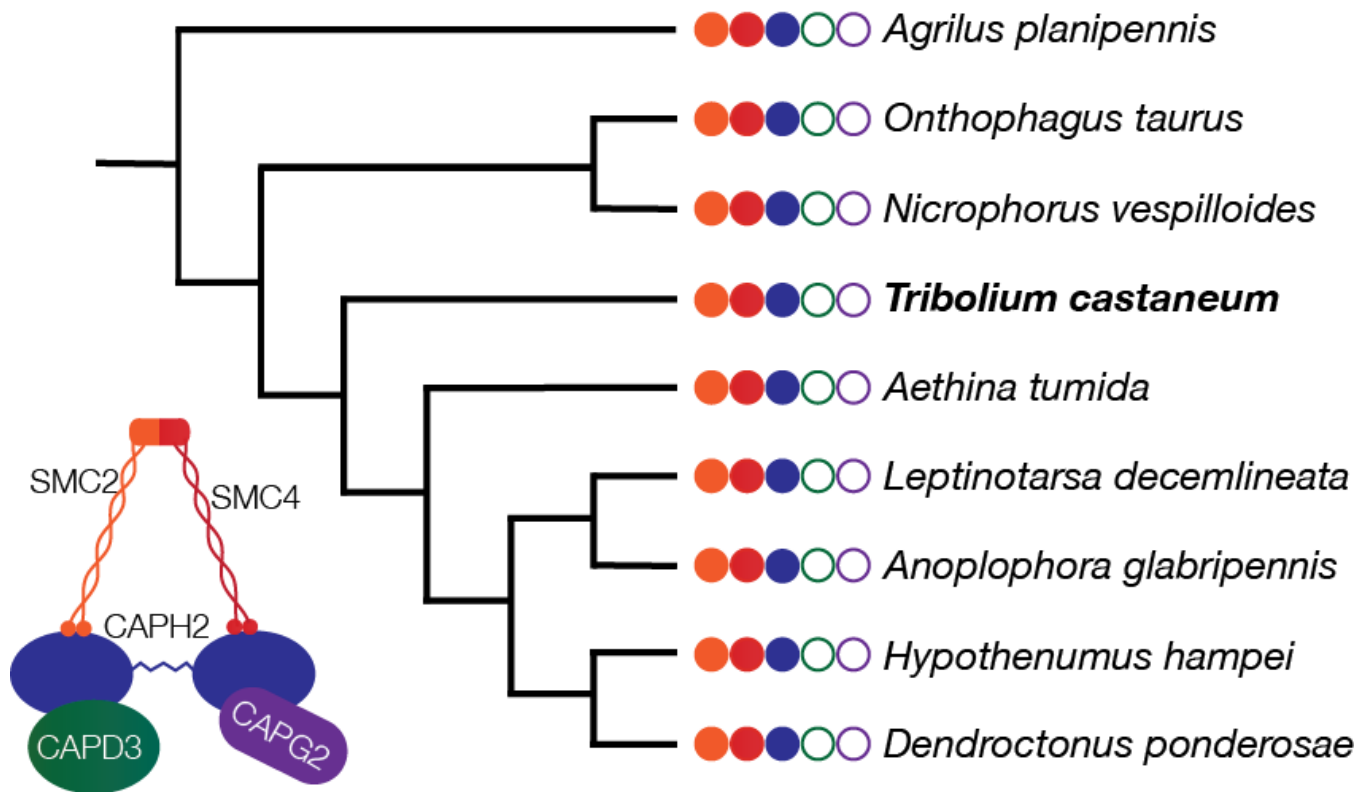 Agrilus planipennis
Onthophagus taurus
Nicrophorus vespilloides
Tribolium castaneum
Aethina tumida
Leptinotarsa decemlineata
Anoplophora glabripennis
Hypothenumus hampei
Dendroctonus ponderosae
SMC2
SMC4
CAPH2
CAPD3
CAPG2